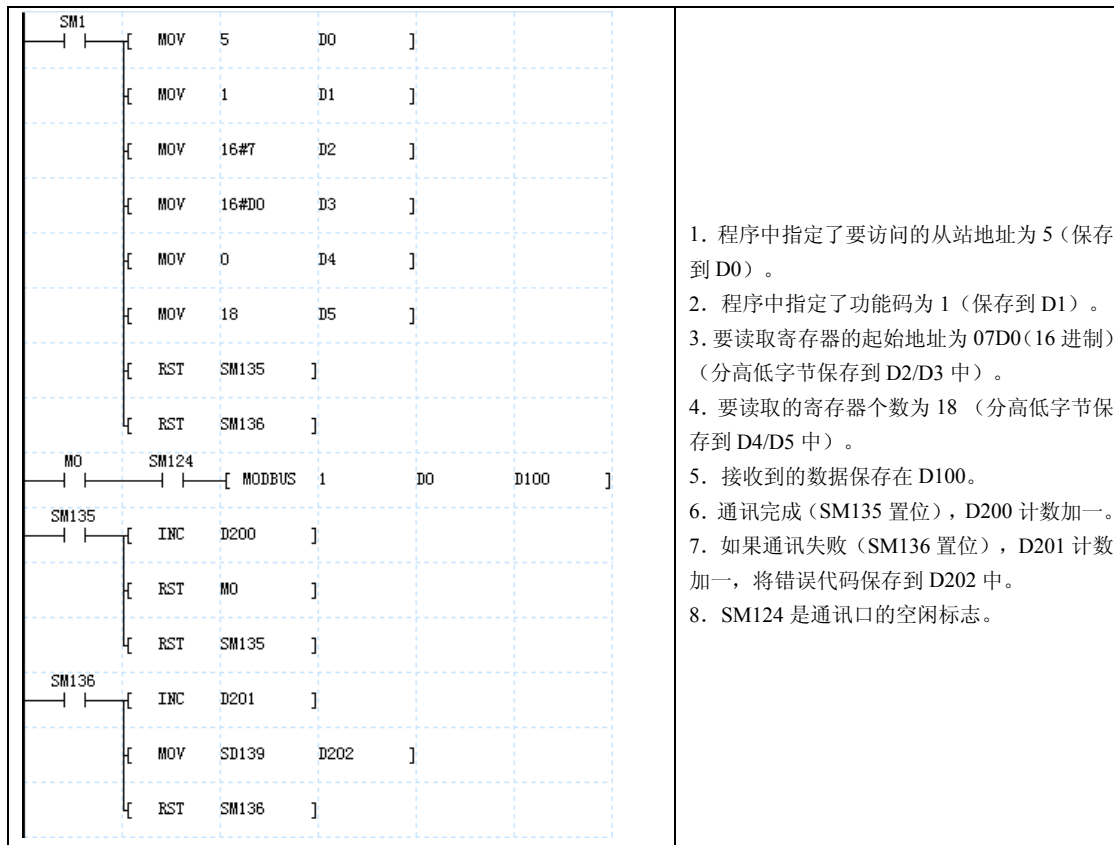 SM1
[ MOV 5 D0 ]
[ MOV 1 D1 ]
[ MOV 16#7 D2 ]
[ MOV 16#D0 D3 ]
[ MOV 0 D4 ]
[ MOV 18 D5 ]
[ RST SM135 ]
[ RST SM136 ]
M0 SM124
[ MODBUS 1 D0 D100 ]
SM135
[ INC D200 ]
[ RST M0 ]
[ RST SM135 ]
SM136
[ INC D201 ]
[ MOV SD139 D202 ]
[ RST SM136 ]
1．程序中指定了要访问的从站地址为 5（保存
到 D0）。
2．程序中指定了功能码为 1（保存到 D1）。
3．要读取寄存器的起始地址为 07D0（16 进制）
（分高低字节保存到 D2/D3 中）。
4．要读取的寄存器个数为 18 （分高低字节保
存到 D4/D5 中）。
5．接收到的数据保存在 D100。
6．通讯完成（SM135 置位），D200 计数加一。
7．如果通讯失败（SM136 置位），D201 计数
加一，将错误代码保存到 D202 中。
8．SM124 是通讯口的空闲标志。